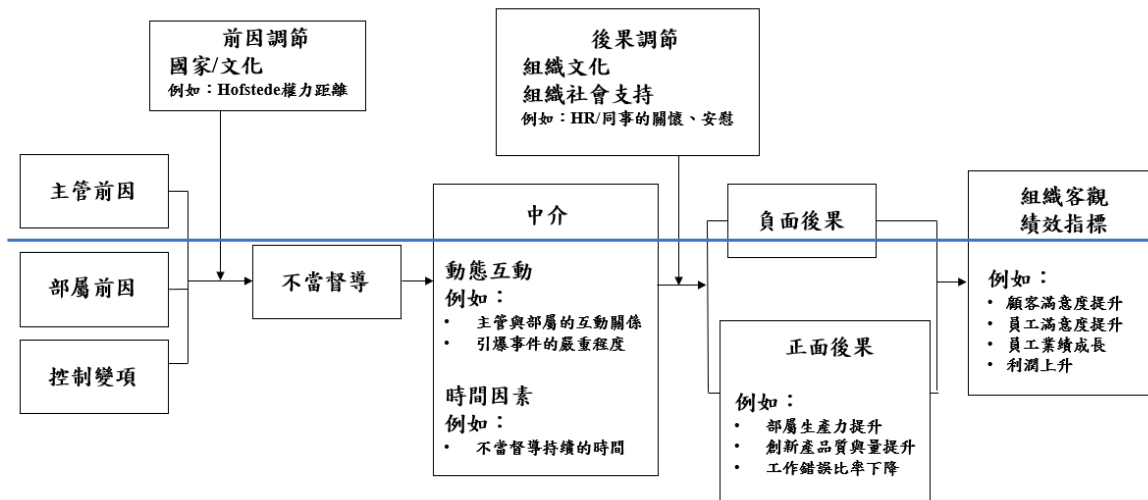 前因調節
國家/文化
例如：Hofstede權力距離
後果調節
組織文化
組織社會支持
例如：HR/同事的關懷、安慰
主管前因
部屬前因
控制變項
不當督導
中介
動態互動
例如：
• 主管與部屬的互動關係
• 引爆事件的嚴重程度
時間因素
例如：
• 不當督導持續的時間
負面後果
正面後果
例如：
• 部屬生產力提升
• 創新產品質與量提升
• 工作錯誤比率下降
組織客觀
績效指標
例如：
• 顧客滿意度提升
• 員工滿意度提升
• 員工業績成長
• 利潤上升